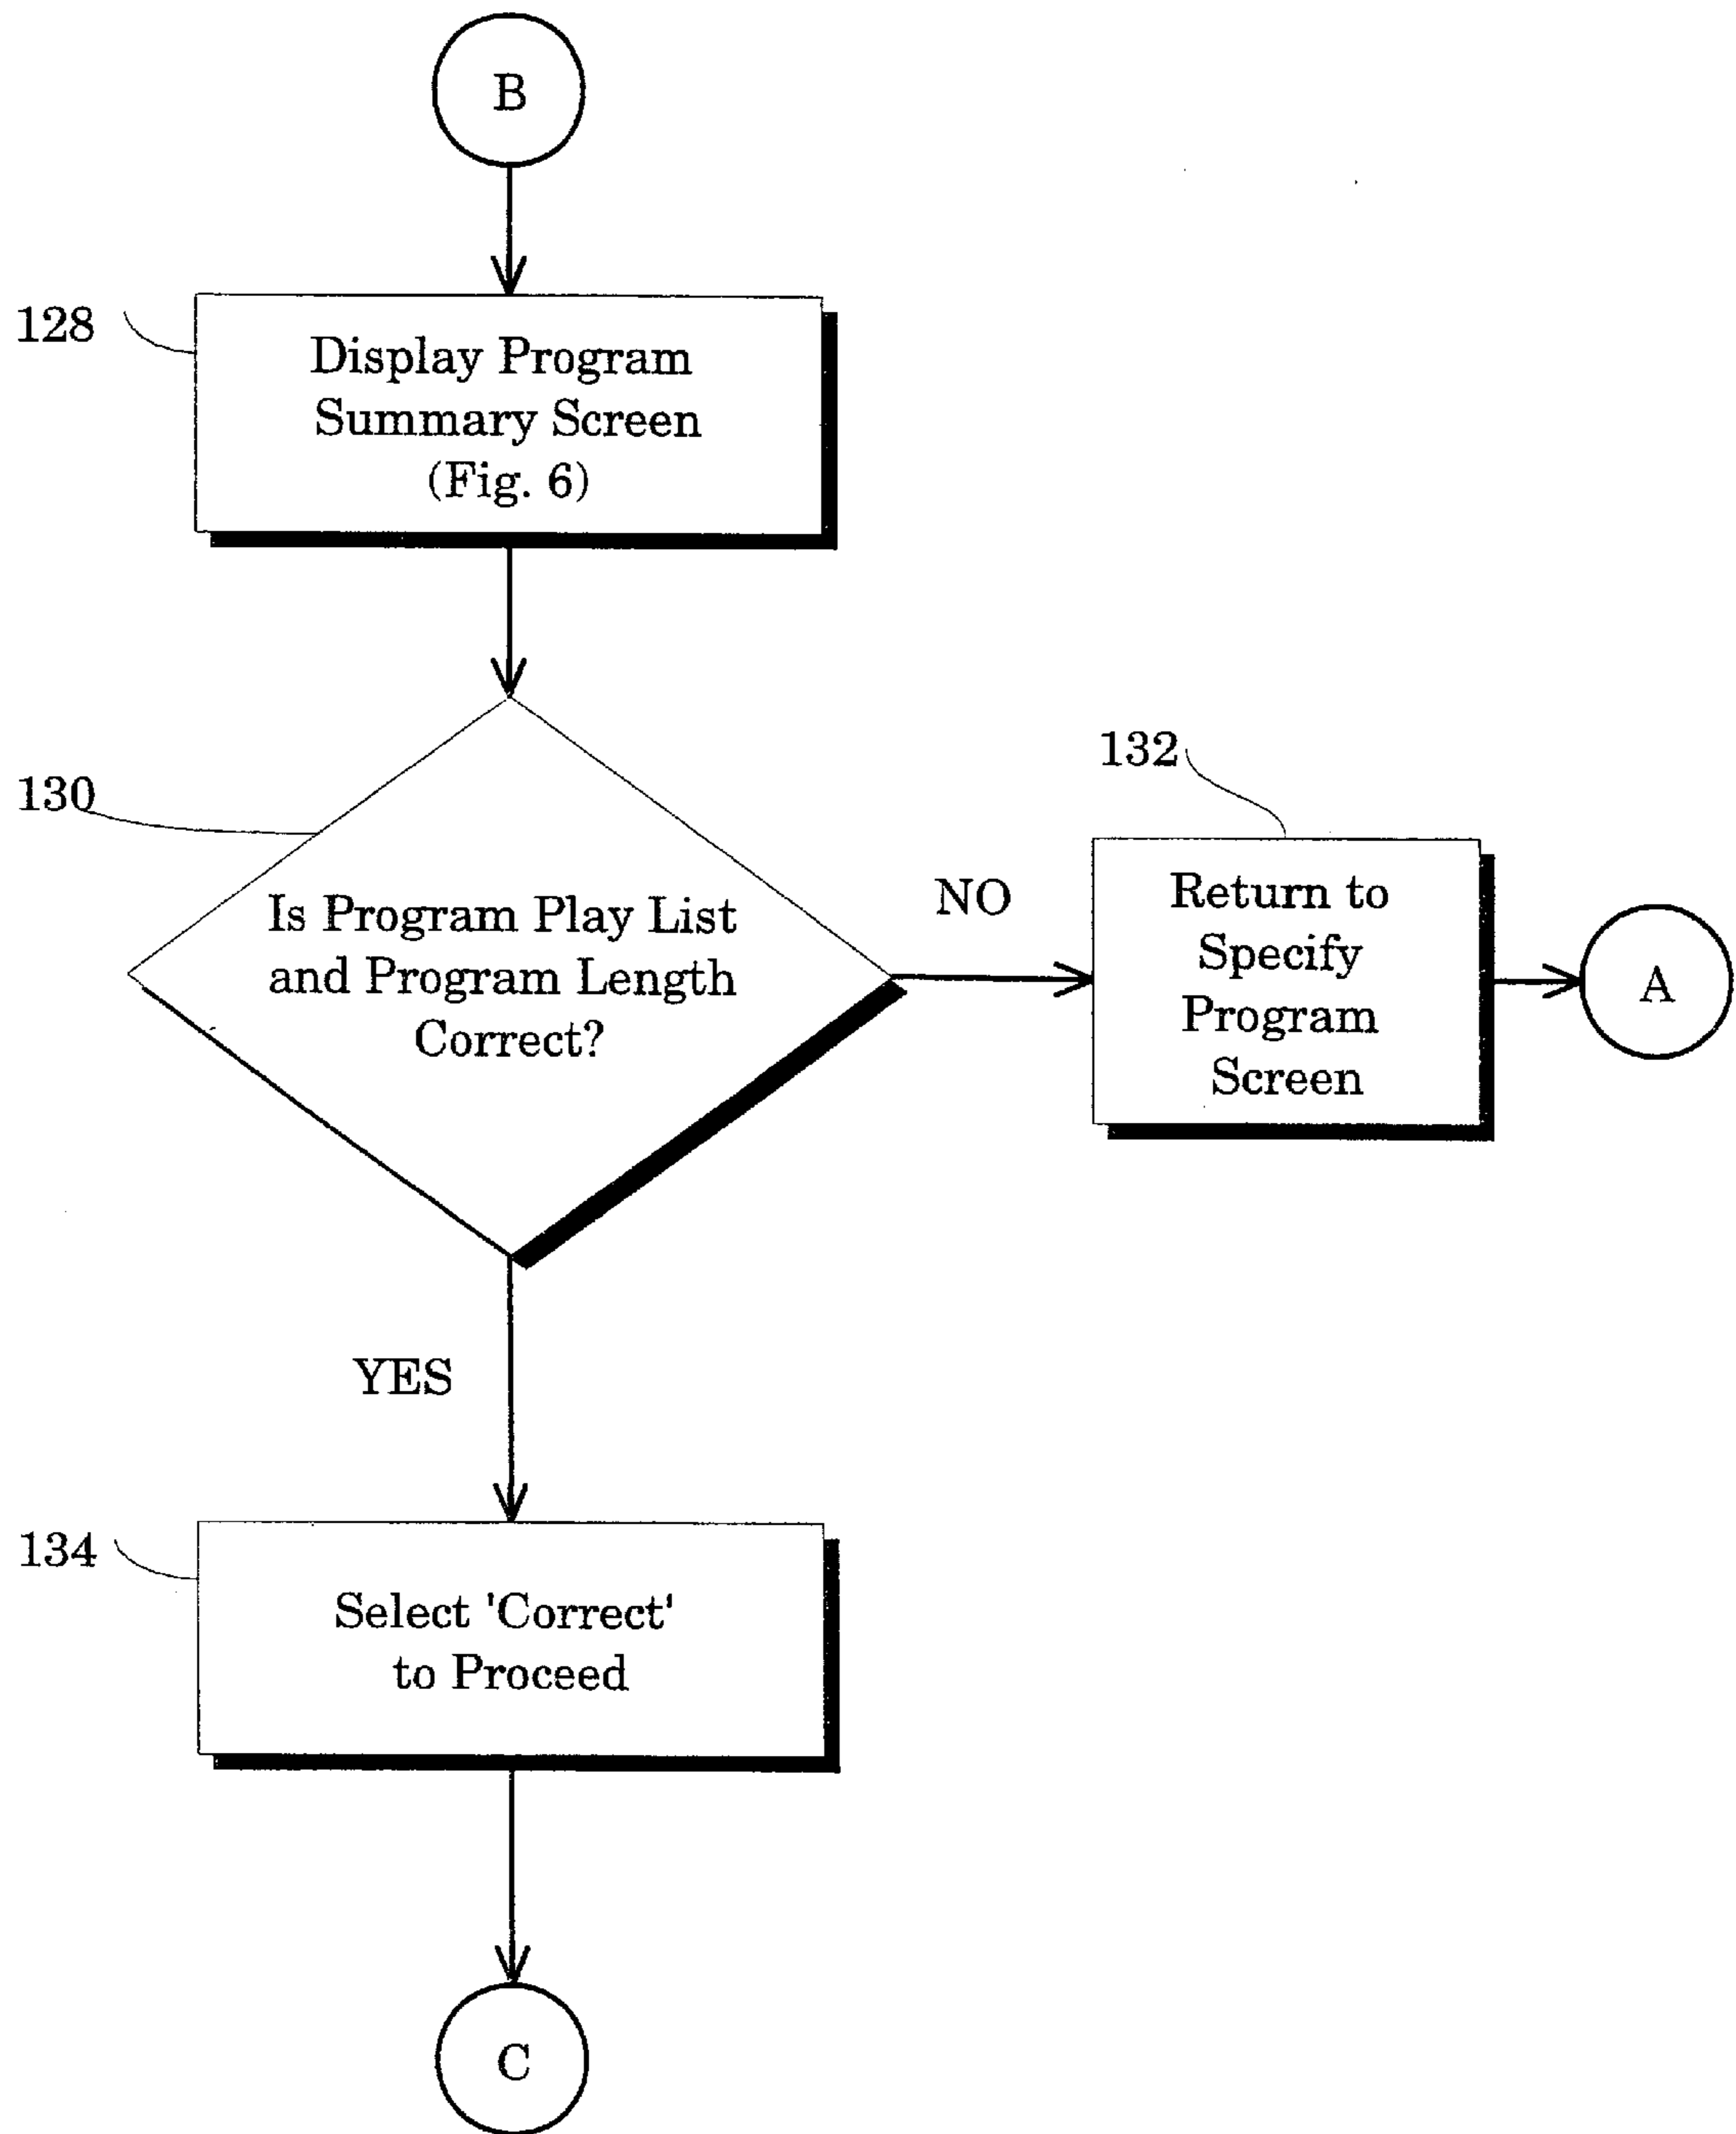 B
128
Display Program
Summary Screen
(Fig. 6)
130
Is Program Play List
and Program Length
Correct?
NO
132
Return to
Specify
Program
Screen
A
YES
134
Select 'Correct'
to Proceed
C